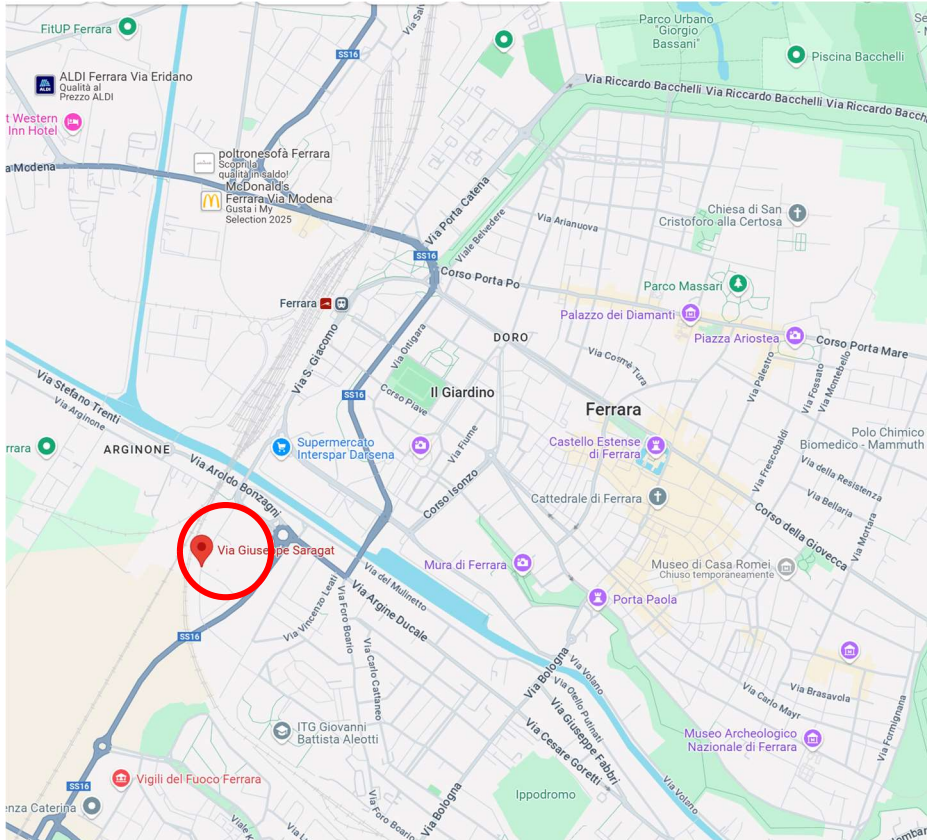 FitUP Ferrara
SS16
Via Sal
Parco Urbano
"Giorgio
Bassani"
Piscina Bacchelli
ALDI Ferrara Via Eridano
Qualità al
Prezzo ALDI
ALDI
Via Riccardo Bacchelli Via Riccardo Bacchelli Via Riccardo Bacch
t Western
Inn Hotel
a Modena
poltronesofà Ferrara
Scopri la
qualità in saldo!
McDonald's
Ferrara Via Modena
Gusta i My
Selection 2025
Via Porta Catena
Viale Belvedere
Via Arianuova
Chiesa di San
Cristoforo alla Certosa
SS16
Corso Porta Po
Parco Massari
Ferrara
Palazzo dei Diamanti
Piazza Ariostea
Corso Porta Mare
DORO
Via S. Giacomo
Via Ortigara
Via Cosmè Tura
Via Palestro
Via Fossato
Via Montebello
Via Stefano Trenti
Via Arginone
SS16
Corso Piave
Il Giardino
Ferrara
rrara
ARGINONE
Supermercato
Interspar Darsena
Via Fiume
Castello Estense
di Ferrara
Via Frescobaldi
Polo Chimico
Biomedico - Mammuth
Via Aroldo Bonzagni
Corso Isonzo
Cattedrale di Ferrara
Via della Resistenza
Via Bellaria
Via Mortara
Corso della Giovecca
Via Giuseppe Saragat
Mura di Ferrara
Museo di Casa Romei
Chiuso temporaneamente
Via del Mulinetto
Via Argine Ducale
Porta Paola
Via Vincenzo Leati
Via Foro Boario
Via Carlo Cattaneo
SS16
Via Bologna
Via Volano
Via Otello Putinati
Via Giuseppe Fabbri
Via Cesare Goretti
Via Carlo Mayr
Via Brasavola
Via Formignana
ITG Giovanni
Battista Aleotti
Museo Archeologico
Nazionale di Ferrara
Vigili del Fuoco Ferrara
SS16
nza Caterina
Via Foro Boario
Via Bologna
Ippodromo
Via Volano
Viale K